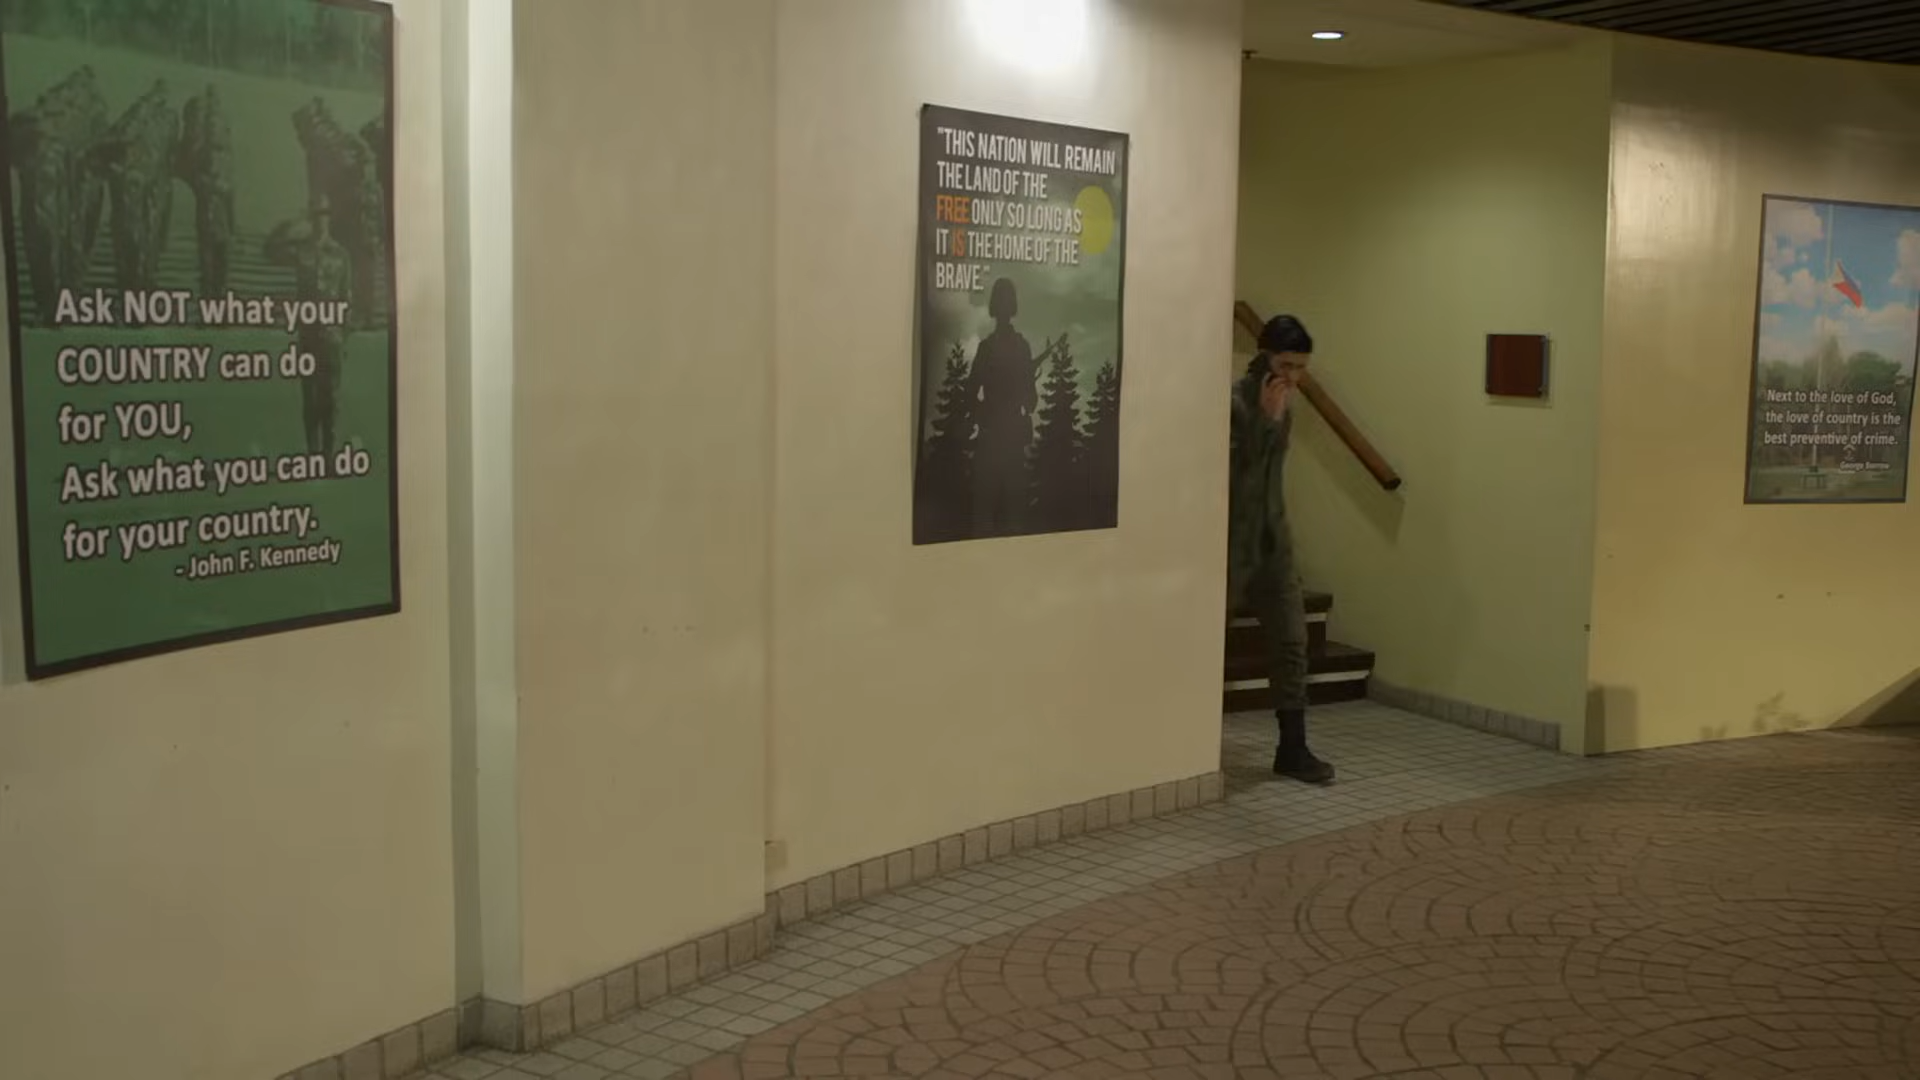 Ask NOT what your
COUNTRY can do
for YOU,
Ask what you can do
for your country.
- John F. Kennedy
"THIS NATION WILL REMAIN
THE LAND OF THE
FREE ONLY SO LONG AS
IT IS THE HOME OF THE
BRAVE."
Next to the love of God,
the love of country is the
best preventive of crime.
George Borrow